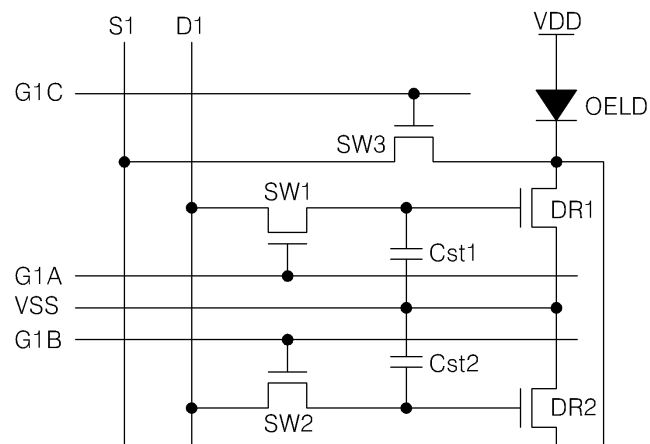 S1 D1 VDD
G1C
OELD
SW3
SW1
DR1
Cst1
G1A
VSS
G1B
Cst2
SW2
DR2